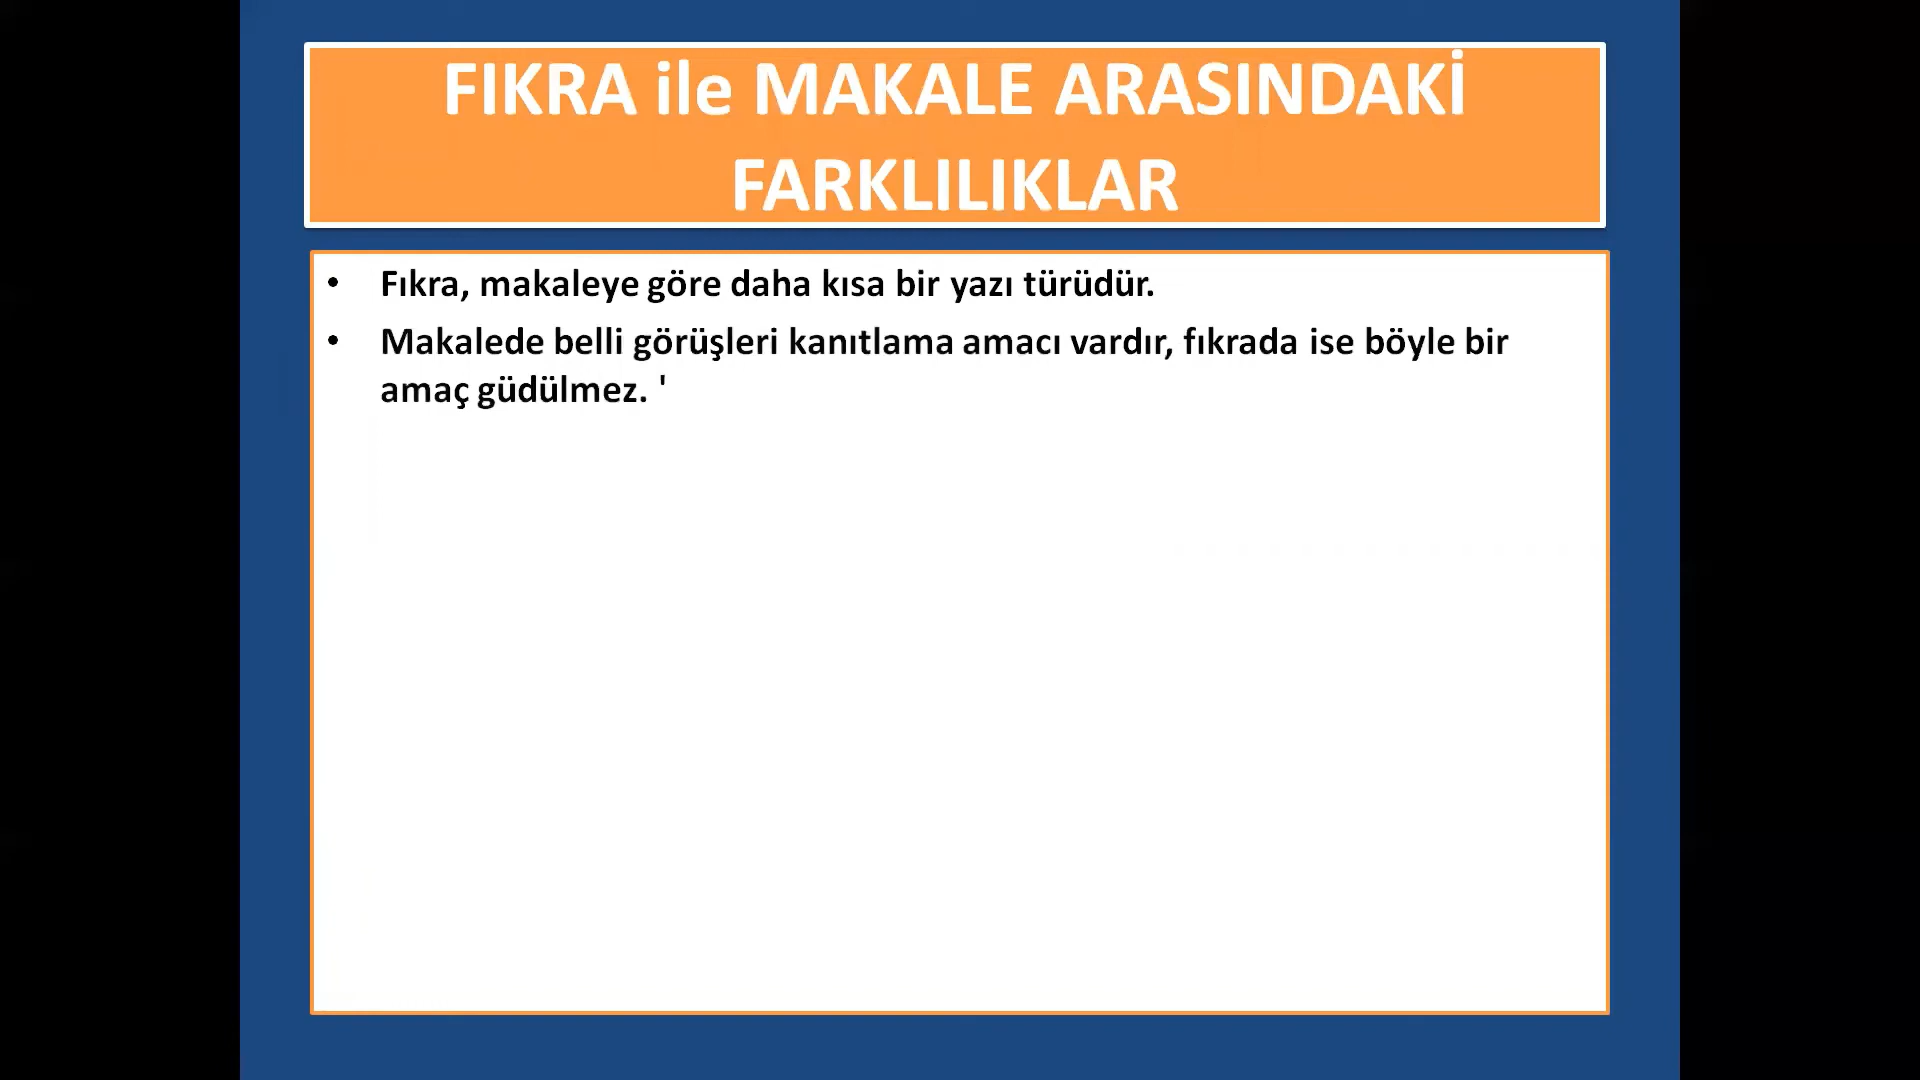 FIKRA ile MAKALE ARASINDAKİ
FARKLILIKLAR
• Fıkra, makaleye göre daha kısa bir yazı türüdür.
• Makalede belli görüşleri kanıtlama amacı vardır, fıkrada ise böyle bir
amaç güdülmez. '